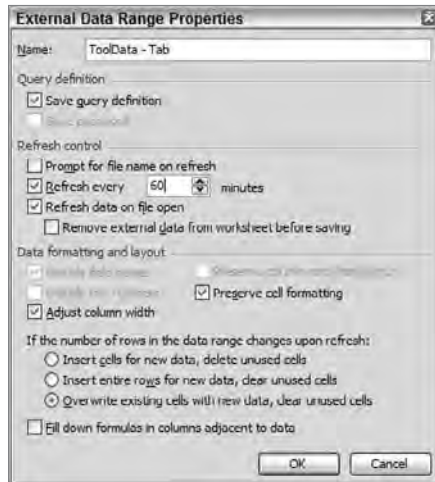 External Data Range Properties
Name: ToolData - Tab
Query definition
Save query definition
Save password
Refresh control
Prompt for file name on refresh
Refresh every 60 minutes
Refresh data on file open
Remove external data from worksheet before saving
Data formatting and layout
Preserve cell formatting
Adjust column width
If the number of rows in the data range changes upon refresh:
Insert cells for new data, delete unused cells
Insert entire rows for new data, clear unused cells
Overwrite existing cells with new data, clear unused cells
Fill down formulas in columns adjacent to data
OK Cancel